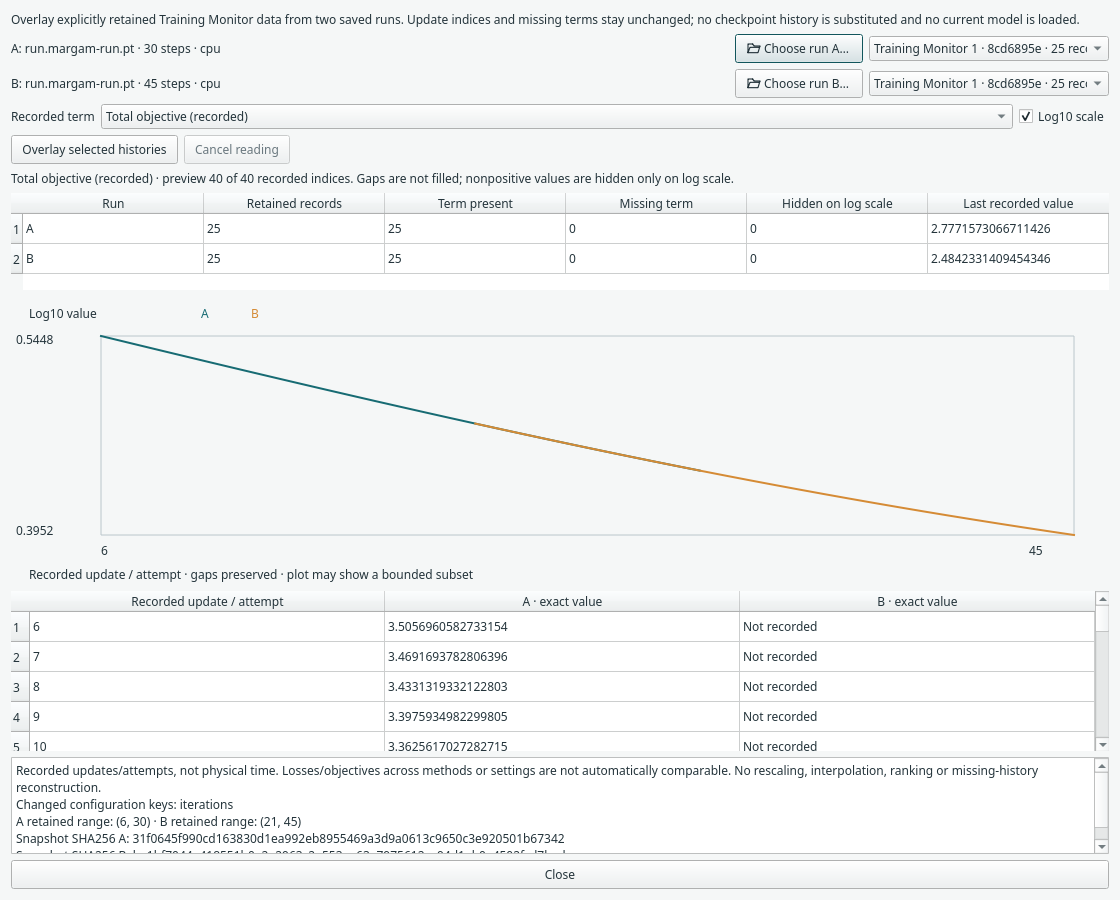 Overlay explicitly retained Training Monitor data from two saved runs. Update indices and missing terms stay unchanged; no checkpoint history is substituted and no current model is loaded.
A: run.margam-run.pt · 30 steps · cpu
Choose run A...
Training Monitor 1 · 8cd6895e · 25 rec
B: run.margam-run.pt · 45 steps · cpu
Choose run B...
Training Monitor 1 · 8cd6895e · 25 rec
Recorded term Total objective (recorded) Log10 scale
Overlay selected histories Cancel reading
Total objective (recorded) · preview 40 of 40 recorded indices. Gaps are not filled; nonpositive values are hidden only on log scale.
Run Retained records Term present Missing term Hidden on log scale Last recorded value
1 A 25 25 0 0 2.7771573066711426
2 B 25 25 0 0 2.4842331409454346
Log10 value A B
0.5448
0.3952
6 45
Recorded update / attempt · gaps preserved · plot may show a bounded subset
Recorded update / attempt A · exact value B · exact value
1 6 3.5056960582733154 Not recorded
2 7 3.4691693782806396 Not recorded
3 8 3.4331319332122803 Not recorded
4 9 3.3975934982299805 Not recorded
5 10 3.3625617027282715 Not recorded
Recorded updates/attempts, not physical time. Losses/objectives across methods or settings are not automatically comparable. No rescaling, interpolation, ranking or missing-history
reconstruction.
Changed configuration keys: iterations
A retained range: (6, 30) · B retained range: (21, 45)
Snapshot SHA256 A: 31f0645f990cd163830d1ea992eb8955469a3d9a0613c9650c3e920501b67342
Close